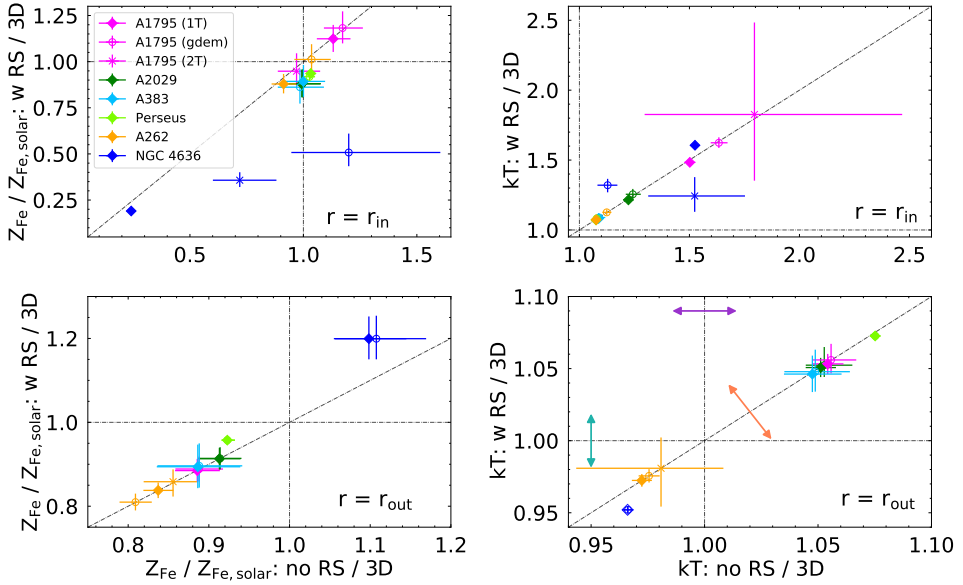 Z_Fe / Z_Fe, solar: w RS / 3D
1.25
1.00
0.75
0.50
0.25
A1795 (1T)
A1795 (gdem)
A1795 (2T)
A2029
A383
Perseus
A262
NGC 4636
r = r_in
0.5 1.0 1.5
kT: w RS / 3D
2.5
2.0
1.5
1.0
r = r_in
1.0 1.5 2.0 2.5
Z_Fe / Z_Fe, solar: w RS / 3D
1.2
1.0
0.8
r = r_out
0.8 0.9 1.0 1.1 1.2
Z_Fe / Z_Fe, solar: no RS / 3D
kT: w RS / 3D
1.10
1.05
1.00
0.95
r = r_out
0.95 1.00 1.05 1.10
kT: no RS / 3D